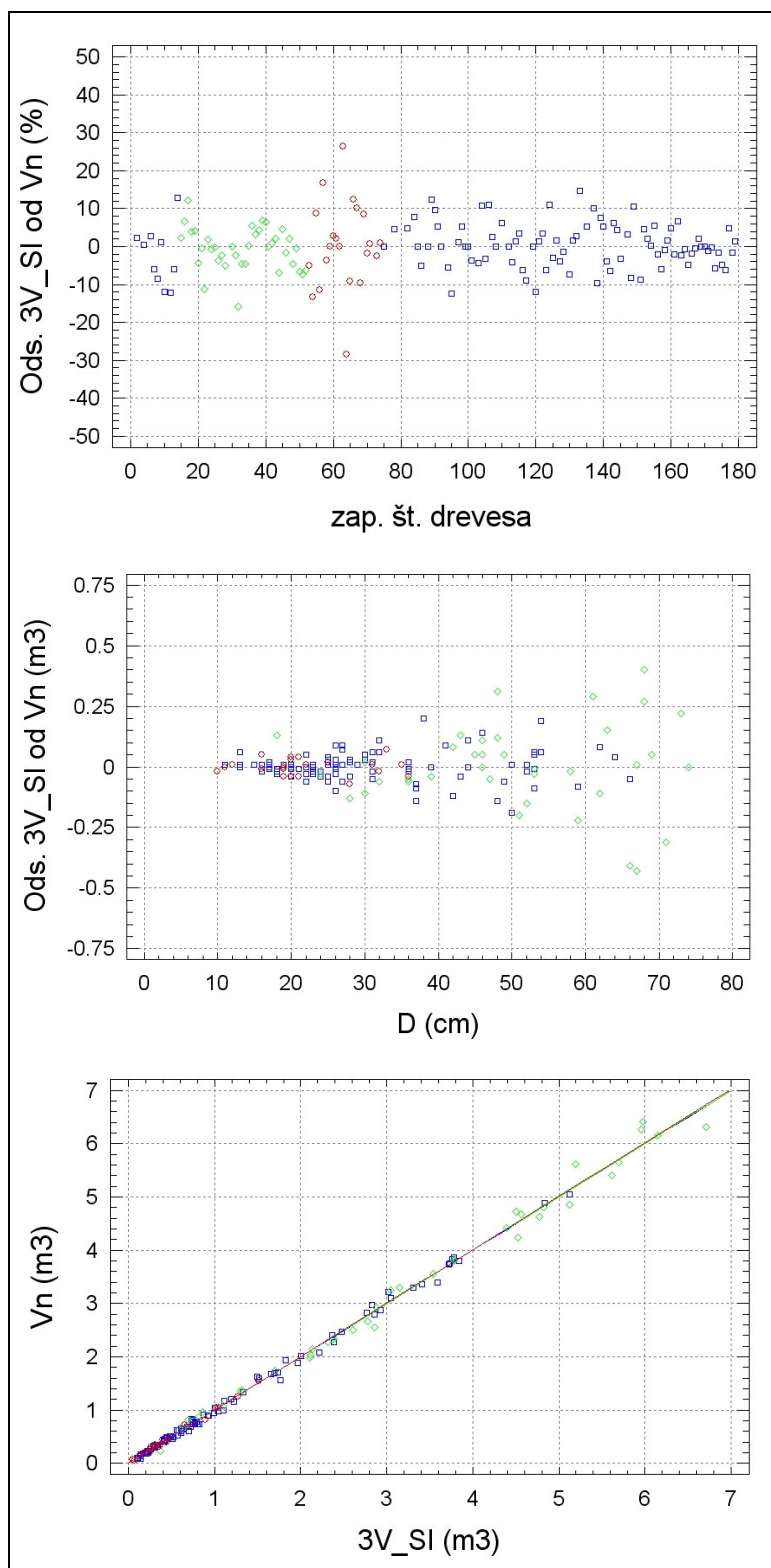 Ods. 3V_SI od Vn (%)
50
40
30
20
10
0
-10
-20
-30
-40
-50
0 20 40 60 80 100 120 140 160 180
zap. št. drevesa
Ods. 3V_SI od Vn (m3)
0.75
0.5
0.25
0
-0.25
-0.5
-0.75
0 10 20 30 40 50 60 70 80
D (cm)
Vn (m3)
7
6
5
4
3
2
1
0
0 1 2 3 4 5 6 7
3V_SI (m3)